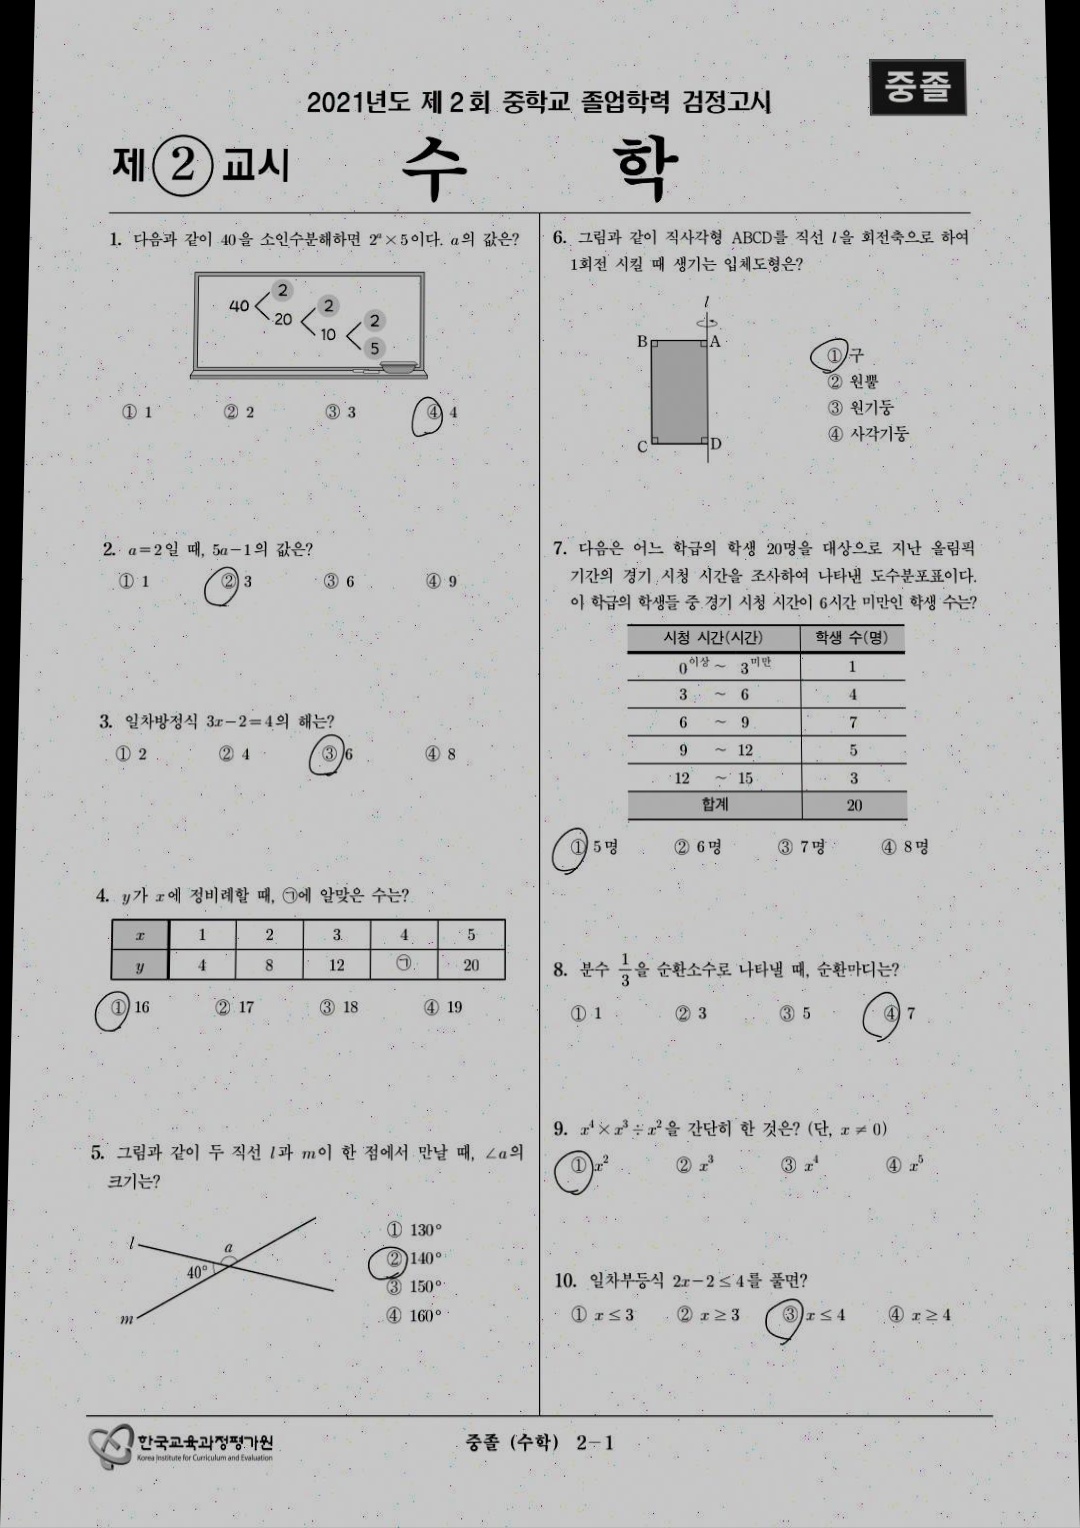 중졸
2021년도 제 2 회 중학교 졸업학력 검정고시
제 ② 교시 수 학
1. 다음과 같이 40을 소인수분해하면 2ᵃ×5이다. a의 값은?
40 2
20 2
10 2
5
① 1 ② 2 ③ 3 ④ 4
2. a=2일 때, 5a-1의 값은?
① 1 ② 3 ③ 6 ④ 9
3. 일차방정식 3x-2=4의 해는?
① 2 ② 4 ③ 6 ④ 8
4. y가 x에 정비례할 때, ㉠에 알맞은 수는?
x 1 2 3 4 5
y 4 8 12 ㉠ 20
① 16 ② 17 ③ 18 ④ 19
5. 그림과 같이 두 직선 l과 m이 한 점에서 만날 때, ∠a의
크기는?
l a
40°
m
① 130°
② 140°
③ 150°
④ 160°
6. 그림과 같이 직사각형 ABCD를 직선 l을 회전축으로 하여
1회전 시킬 때 생기는 입체도형은?
l
B A
C D
① 구
② 원뿔
③ 원기둥
④ 사각기둥
7. 다음은 어느 학급의 학생 20명을 대상으로 지난 올림픽
기간의 경기 시청 시간을 조사하여 나타낸 도수분포표이다.
이 학급의 학생들 중 경기 시청 시간이 6시간 미만인 학생 수는?
시청 시간(시간) 학생 수(명)
0이상 ~ 3미만 1
3 ~ 6 4
6 ~ 9 7
9 ~ 12 5
12 ~ 15 3
합계 20
① 5명 ② 6명 ③ 7명 ④ 8명
8. 분수 1/3을 순환소수로 나타낼 때, 순환마디는?
① 1 ② 3 ③ 5 ④ 7
9. x⁴×x³÷x²을 간단히 한 것은? (단, x ≠ 0)
① x² ② x³ ③ x⁴ ④ x⁵
10. 일차부등식 2x-2≤4를 풀면?
① x≤3 ② x≥3 ③ x≤4 ④ x≥4
한국교육과정평가원
Korea Institute for Curriculum and Evaluation
중졸 (수학) 2-1